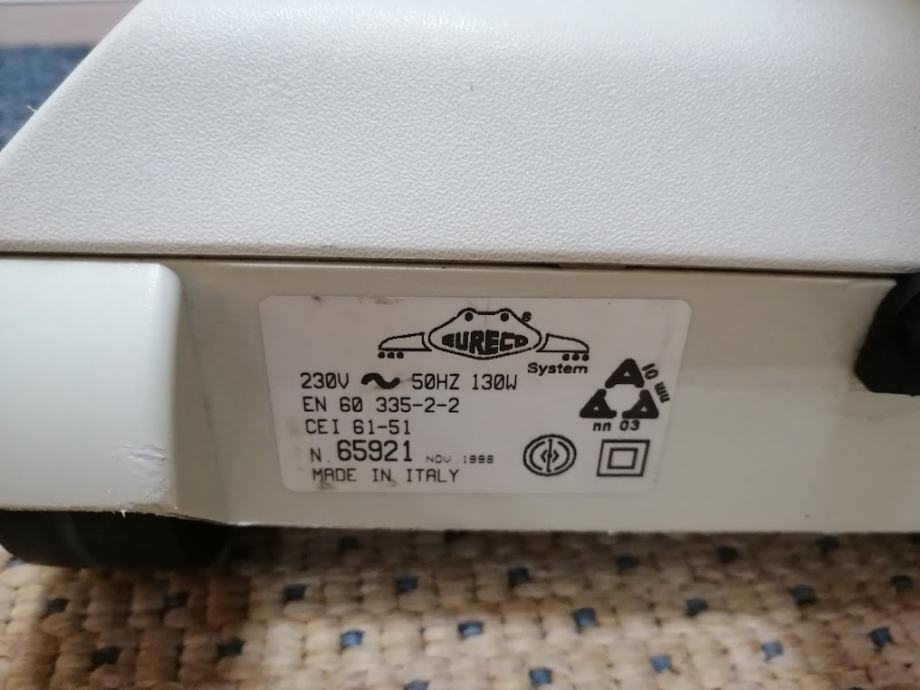 EURECO ®
System
230V 50HZ 130W
EN 60 335-2-2
CEI 61-51
N. 65921 NOV.1998
MADE IN ITALY
nn 03